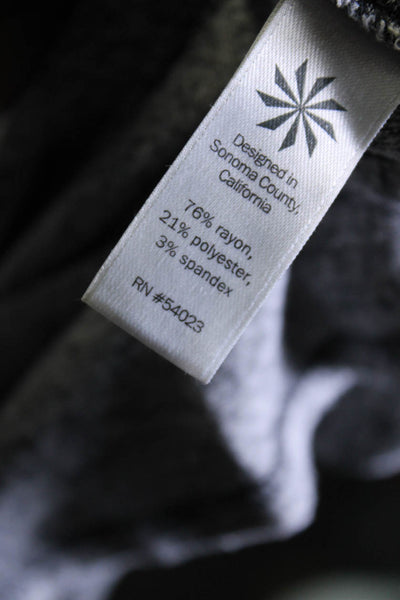 Designed in
Sonoma County,
California
76% rayon,
21% polyester,
3% spandex
RN #54023